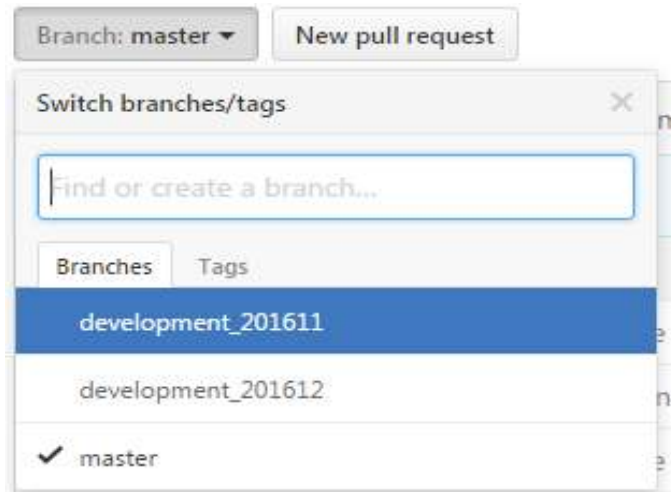 Branch: master
New pull request
Switch branches/tags
Find or create a branch...
Branches
Tags
development_201611
development_201612
master